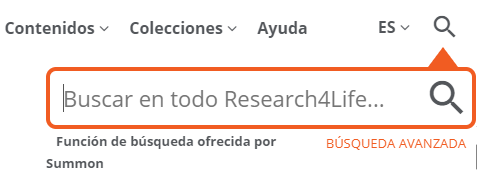 Contenidos Colecciones Ayuda ES
Buscar en todo Research4Life...
Función de búsqueda ofrecida por BÚSQUEDA AVANZADA
Summon